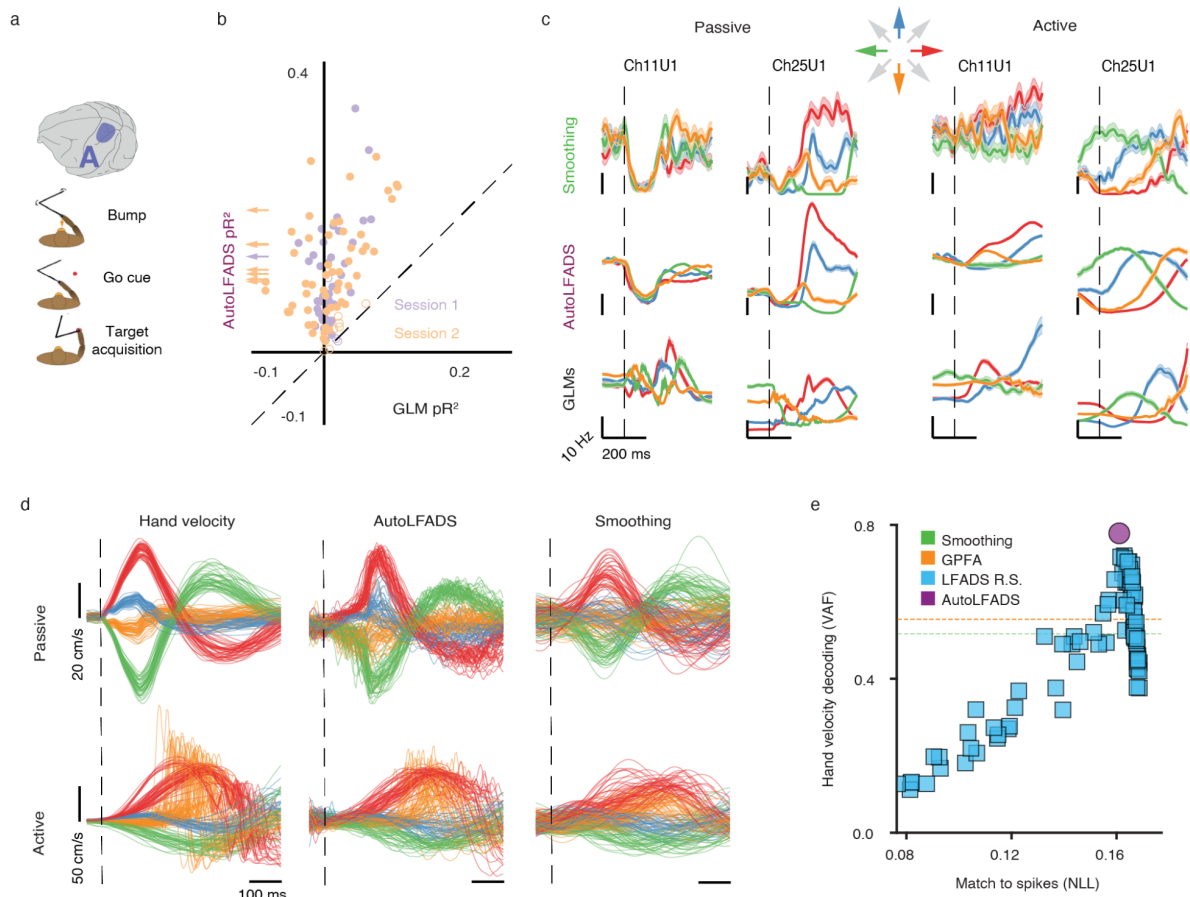 a
A
Bump
Go cue
Target
acquisition
b
0.4
AutoLFADS pR²
Session 1
Session 2
-0.1
0.2
-0.1
GLM pR²
c
Passive
Active
Ch11U1
Ch25U1
Ch11U1
Ch25U1
Smoothing
AutoLFADS
GLMs
10 Hz
200 ms
d
Hand velocity
AutoLFADS
Smoothing
Passive
20 cm/s
Active
50 cm/s
100 ms
e
0.8
Smoothing
GPFA
LFADS R.S.
AutoLFADS
Hand velocity decoding (VAF)
0.4
0.0
0.08
0.12
0.16
Match to spikes (NLL)